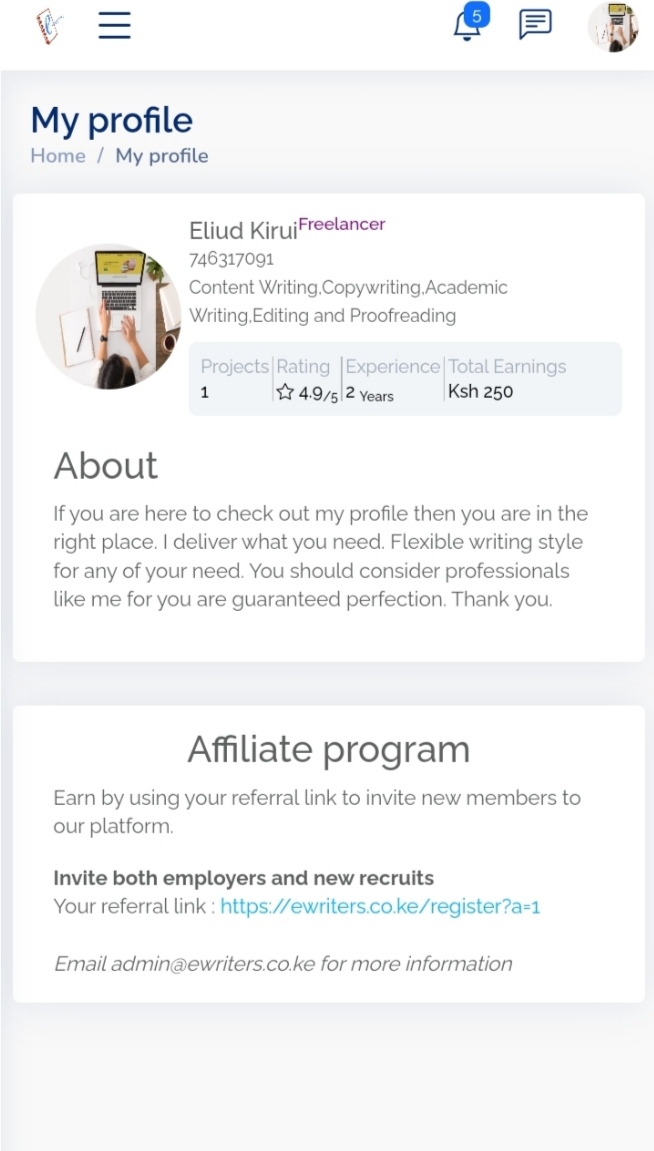 5
My profile
Home / My profile
Eliud Kirui Freelancer
746317091
Content Writing,Copywriting,Academic
Writing,Editing and Proofreading
Projects Rating Experience Total Earnings
1 4.9/5 2 Years Ksh 250
About
If you are here to check out my profile then you are in the
right place. I deliver what you need. Flexible writing style
for any of your need. You should consider professionals
like me for you are guaranteed perfection. Thank you.
Affiliate program
Earn by using your referral link to invite new members to
our platform.
Invite both employers and new recruits
Your referral link : https://ewriters.co.ke/register?a=1
Email admin@ewriters.co.ke for more information